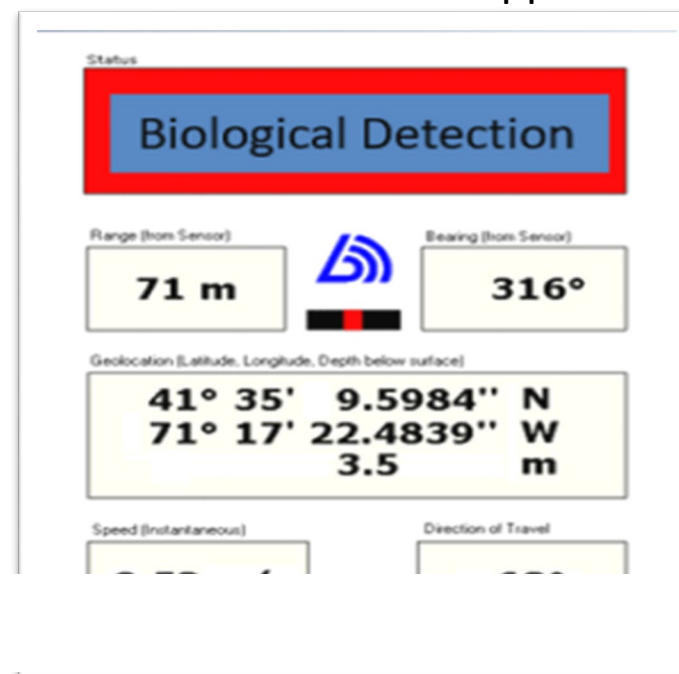 Status
Biological Detection
Range (from Sensor)
Bearing (from Sensor)
71 m
316°
Geolocation (Latitude, Longitude, Depth below surface)
41° 35' 9.5984" N
71° 17' 22.4839" W
3.5 m
Speed (Instantaneous)
Direction of Travel